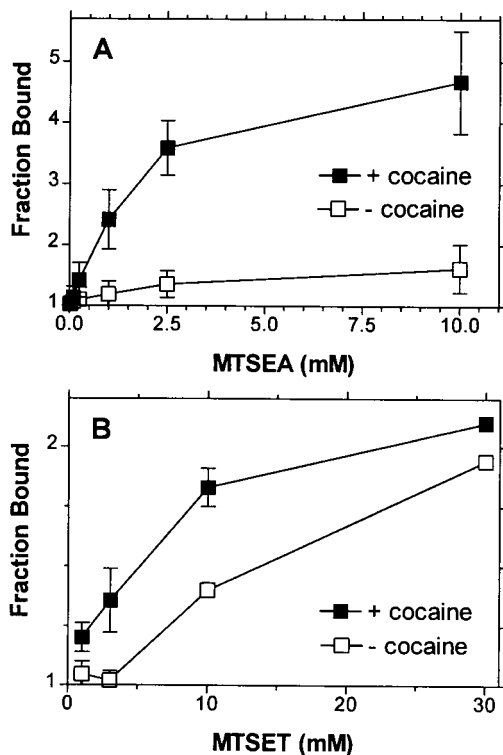 A
5
4
3
2
1
Fraction Bound
+ cocaine
- cocaine
0.0 2.5 5.0 7.5 10.0
MTSEA (mM)
B
2
1
Fraction Bound
+ cocaine
- cocaine
0 10 20 30
MTSET (mM)